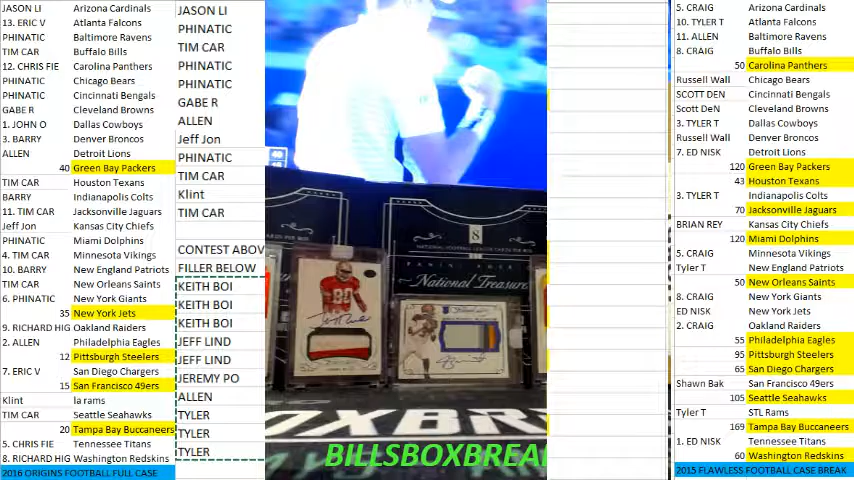 JASON LI Arizona Cardinals
13. ERIC V Atlanta Falcons
PHINATIC Baltimore Ravens
TIM CAR Buffalo Bills
12. CHRIS FIE Carolina Panthers
PHINATIC Chicago Bears
PHINATIC Cincinnati Bengals
GABE R Cleveland Browns
1. JOHN O Dallas Cowboys
3. BARRY Denver Broncos
ALLEN Detroit Lions
40 Green Bay Packers
TIM CAR Houston Texans
BARRY Indianapolis Colts
11. TIM CAR Jacksonville Jaguars
Jeff Jon Kansas City Chiefs
PHINATIC Miami Dolphins
4. TIM CAR Minnesota Vikings
10. BARRY New England Patriots
TIM CAR New Orleans Saints
6. PHINATIC New York Giants
35 New York Jets
9. RICHARD HIG Oakland Raiders
2. ALLEN Philadelphia Eagles
12 Pittsburgh Steelers
7. ERIC V San Diego Chargers
15 San Francisco 49ers
Klint la rams
TIM CAR Seattle Seahawks
20 Tampa Bay Buccaneers
5. CHRIS FIE Tennessee Titans
8. RICHARD HIG Washington Redskins
2016 ORIGINS FOOTBALL FULL CASE
JASON LI
PHINATIC
TIM CAR
PHINATIC
PHINATIC
GABE R
ALLEN
Jeff Jon
PHINATIC
TIM CAR
Klint
TIM CAR
CONTEST ABOV
FILLER BELOW
KEITH BOI
KEITH BOI
KEITH BOI
JEFF LIND
JEFF LIND
JEREMY PO
ALLEN
TYLER
TYLER
TYLER
8
National Treasures
80
OXBRE
BILLSBOXBREA
5. CRAIG Arizona Cardinals
10. TYLER T Atlanta Falcons
11. ALLEN Baltimore Ravens
8. CRAIG Buffalo Bills
50 Carolina Panthers
Russell Wall Chicago Bears
SCOTT DEN Cincinnati Bengals
Scott DeN Cleveland Browns
3. TYLER T Dallas Cowboys
Russell Wall Denver Broncos
7. ED NISK Detroit Lions
120 Green Bay Packers
43 Houston Texans
3. TYLER T Indianapolis Colts
70 Jacksonville Jaguars
BRIAN REY Kansas City Chiefs
120 Miami Dolphins
5. CRAIG Minnesota Vikings
Tyler T New England Patriots
50 New Orleans Saints
8. CRAIG New York Giants
ED NISK New York Jets
2. CRAIG Oakland Raiders
55 Philadelphia Eagles
95 Pittsburgh Steelers
65 San Diego Chargers
Shawn Bak San Francisco 49ers
105 Seattle Seahawks
Tyler T STL Rams
169 Tampa Bay Buccaneers
1. ED NISK Tennessee Titans
60 Washington Redskins
2015 FLAWLESS FOOTBALL CASE BREAK